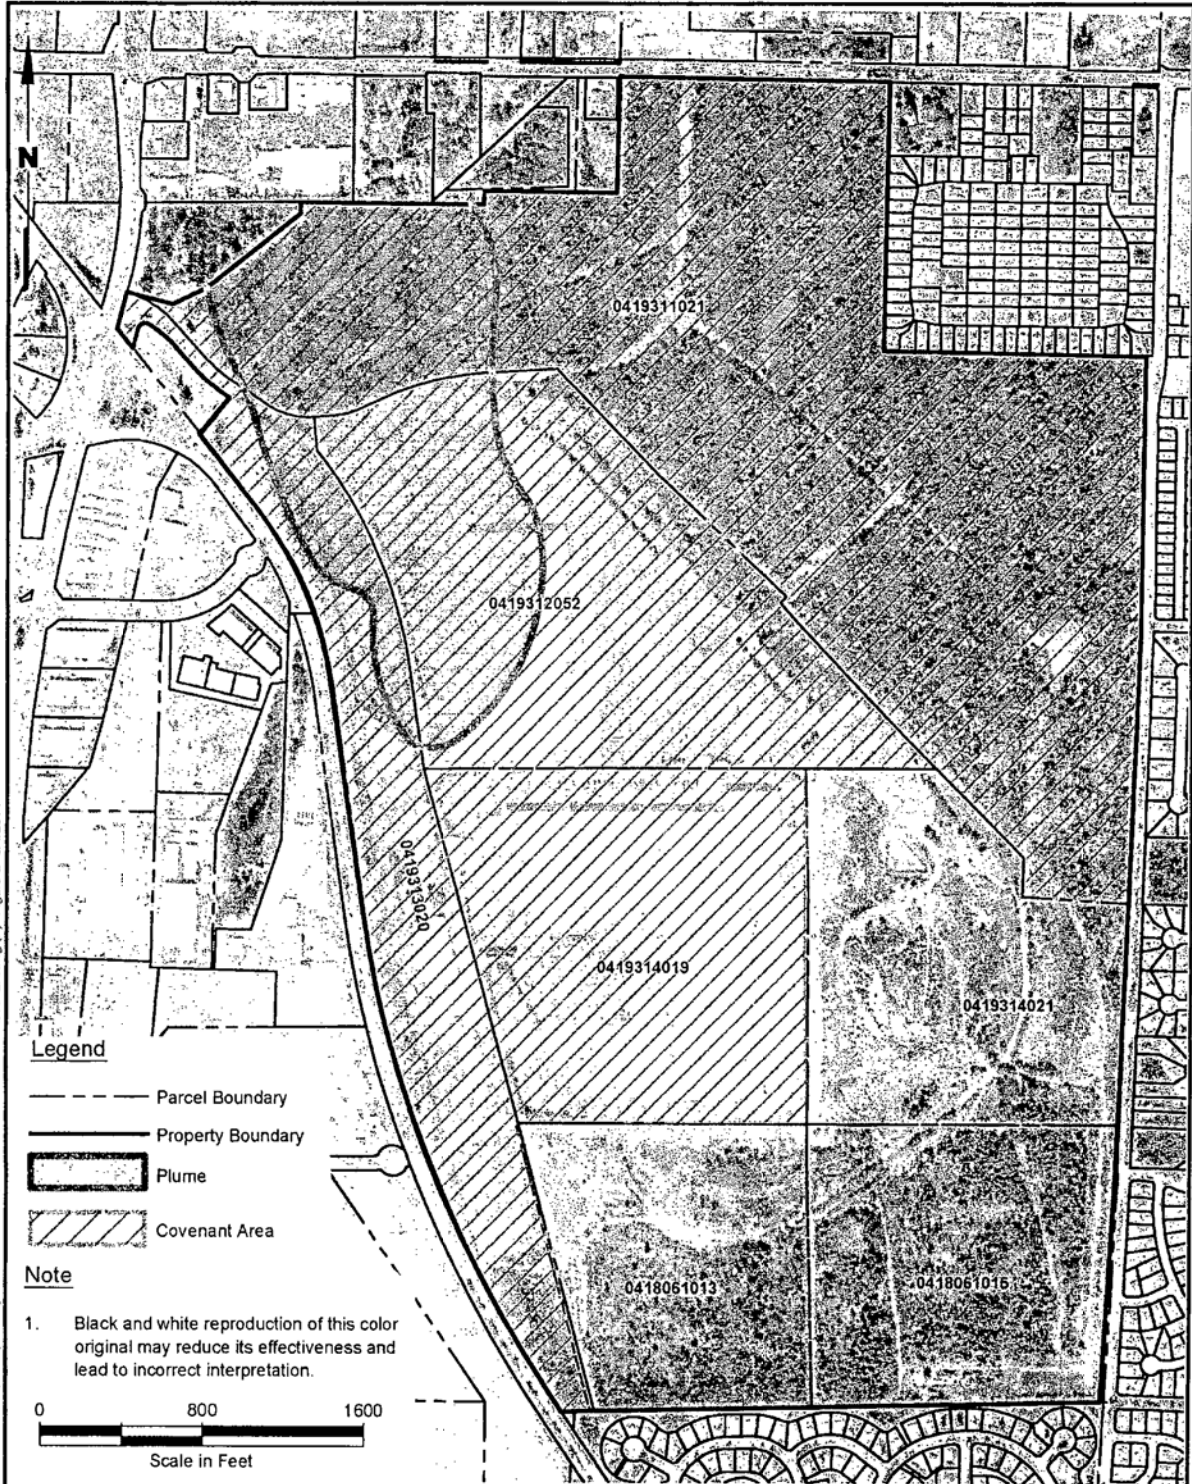 N
0419311021
0419312052
0419313020
0419314019
0419314021
0418061013
Legend
Parcel Boundary
Property Boundary
Plume
Covenant Area
Note
1. Black and white reproduction of this color
original may reduce its effectiveness and
lead to incorrect interpretation.
0 800 1600
Scale in Feet